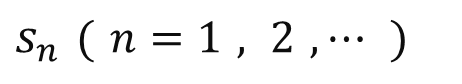 sₙ ( n = 1 , 2 ,⋯ )